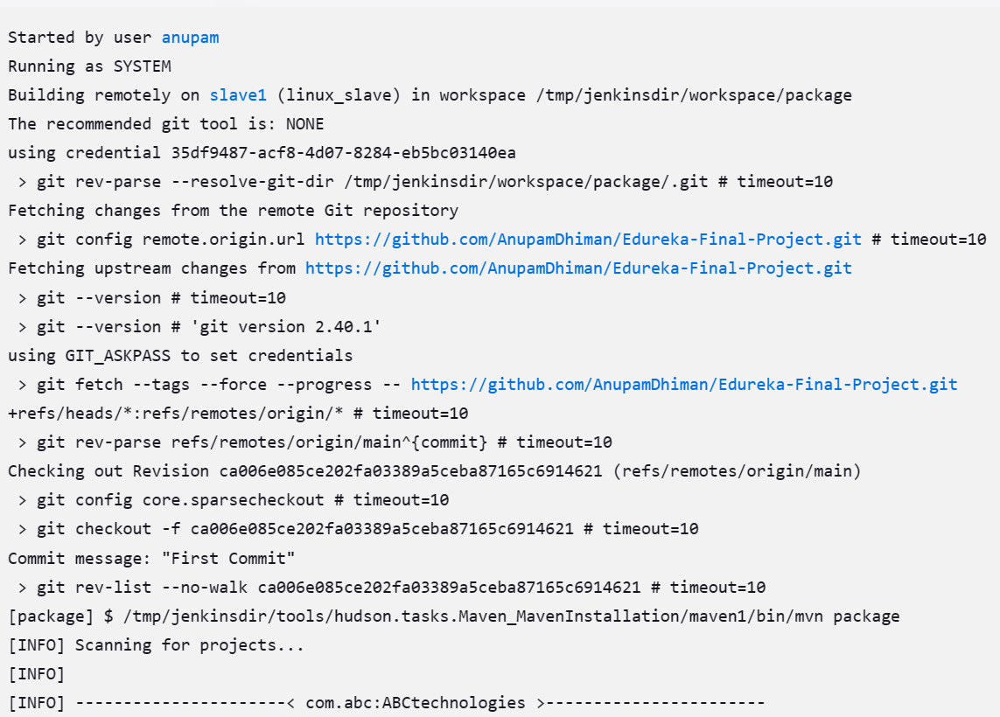 Started by user anupam
Running as SYSTEM
Building remotely on slave1 (linux_slave) in workspace /tmp/jenkinsdir/workspace/package
The recommended git tool is: NONE
using credential 35df9487-acf8-4d07-8284-eb5bc03140ea
 > git rev-parse --resolve-git-dir /tmp/jenkinsdir/workspace/package/.git # timeout=10
Fetching changes from the remote Git repository
 > git config remote.origin.url https://github.com/AnupamDhiman/Edureka-Final-Project.git # timeout=10
Fetching upstream changes from https://github.com/AnupamDhiman/Edureka-Final-Project.git
 > git --version # timeout=10
 > git --version # 'git version 2.40.1'
using GIT_ASKPASS to set credentials
 > git fetch --tags --force --progress -- https://github.com/AnupamDhiman/Edureka-Final-Project.git
+refs/heads/*:refs/remotes/origin/* # timeout=10
 > git rev-parse refs/remotes/origin/main^{commit} # timeout=10
Checking out Revision ca006e085ce202fa03389a5ceba87165c6914621 (refs/remotes/origin/main)
 > git config core.sparsecheckout # timeout=10
 > git checkout -f ca006e085ce202fa03389a5ceba87165c6914621 # timeout=10
Commit message: "First Commit"
 > git rev-list --no-walk ca006e085ce202fa03389a5ceba87165c6914621 # timeout=10
[package] $ /tmp/jenkinsdir/tools/hudson.tasks.Maven_MavenInstallation/maven1/bin/mvn package
[INFO] Scanning for projects...
[INFO]
[INFO] ----------------------< com.abc:ABCtechnologies >-----------------------